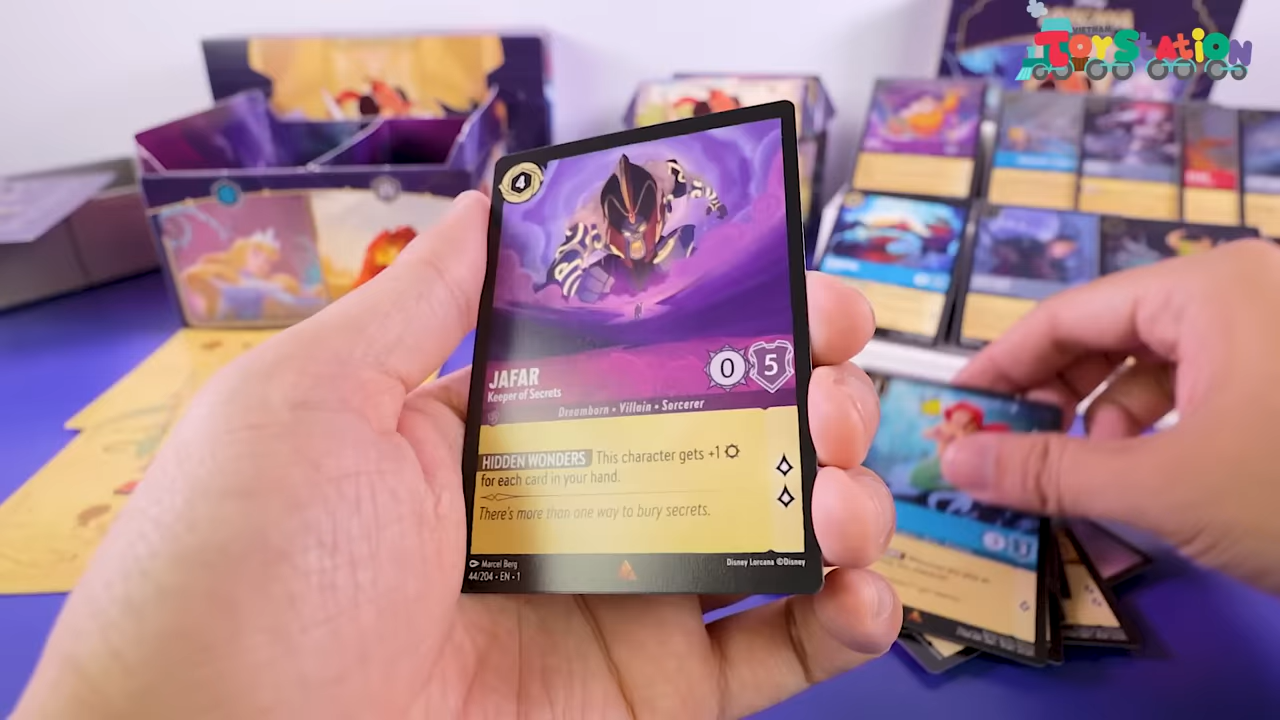 VIETNAM
ToyStation
4
JAFAR
Keeper of Secrets
0 5
Dreamborn • Villain • Sorcerer
HIDDEN WONDERS This character gets +1
for each card in your hand.
There's more than one way to bury secrets.
Marcel Berg
44/204 • EN • 1
Disney Lorcana ©Disney